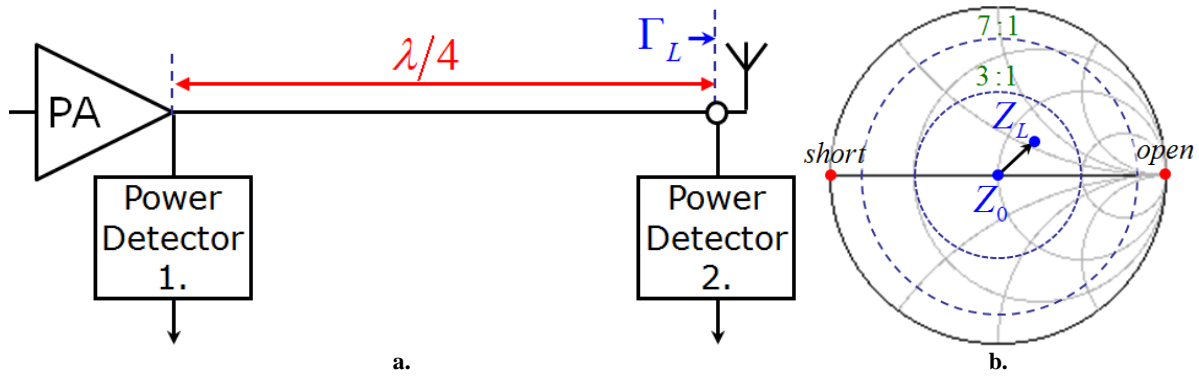 PA
λ/4
Γ_L
Power
Detector
1.
Power
Detector
2.
a.
7:1
3:1
Z_L
short
open
Z_0
b.